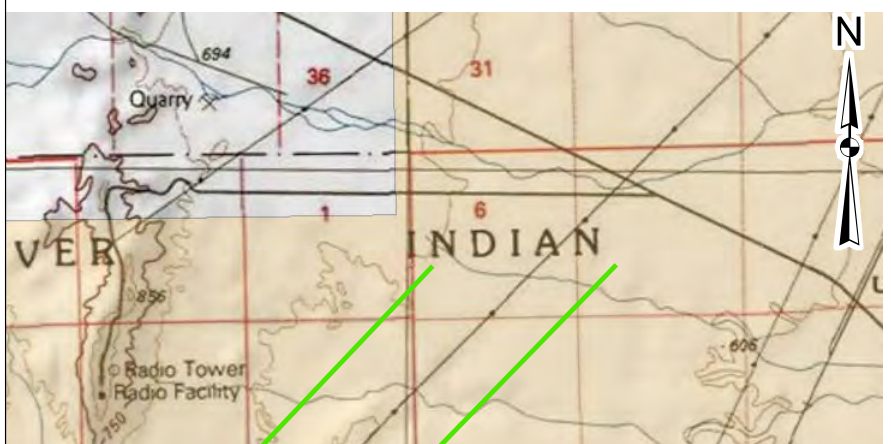 N
694
36
31
Quarry
1
6
VER INDIAN
856
606
U
Radio Tower
Radio Facility
750